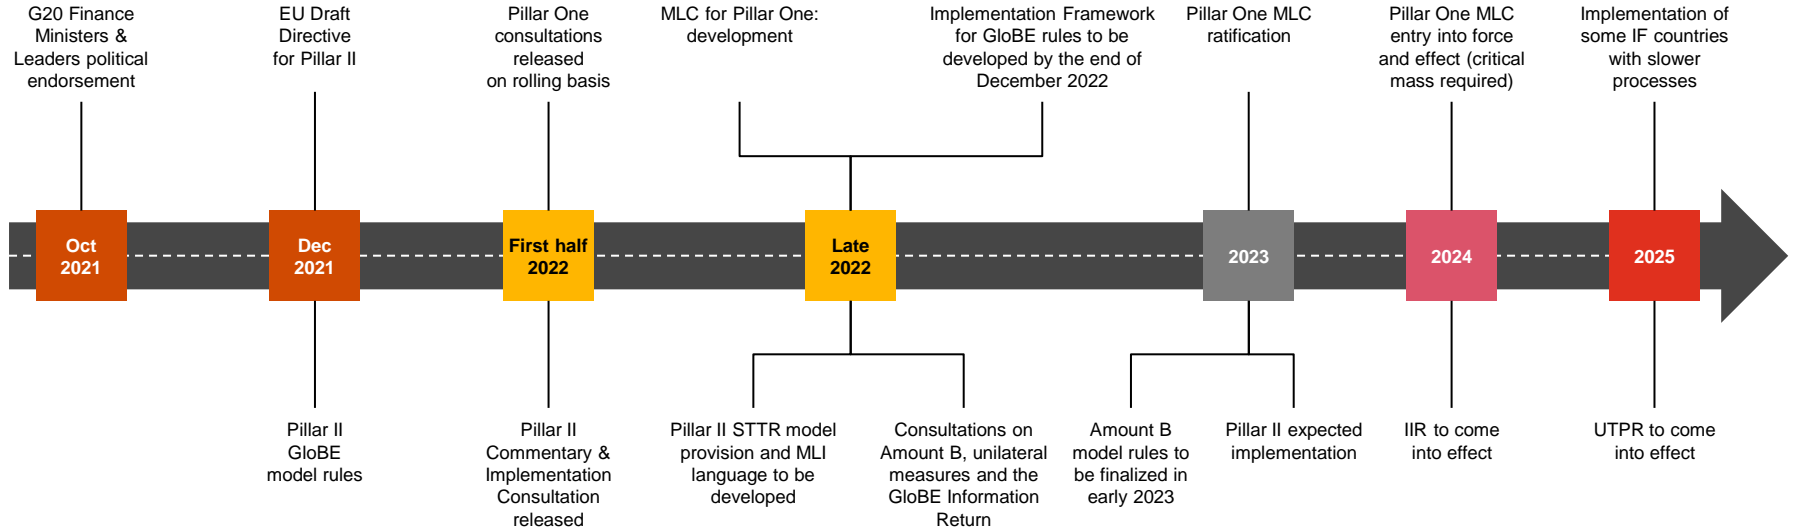 G20 Finance
Ministers &
Leaders political
endorsement
EU Draft
Directive
for Pillar II
Pillar One
consultations
released
on rolling basis
MLC for Pillar One:
development
Implementation Framework
for GloBE rules to be
developed by the end of
December 2022
Pillar One MLC
ratification
Pillar One MLC
entry into force
and effect (critical
mass required)
Implementation of
some IF countries
with slower
processes
Oct
2021
Dec
2021
First half
2022
Late
2022
2023
2024
2025
Pillar II
GloBE
model rules
Pillar II
Commentary &
Implementation
Consultation
released
Pillar II STTR model
provision and MLI
language to be
developed
Consultations on
Amount B, unilateral
measures and the
GloBE Information
Return
Amount B
model rules to
be finalized in
early 2023
Pillar II expected
implementation
IIR to come
into effect
UTPR to come
into effect